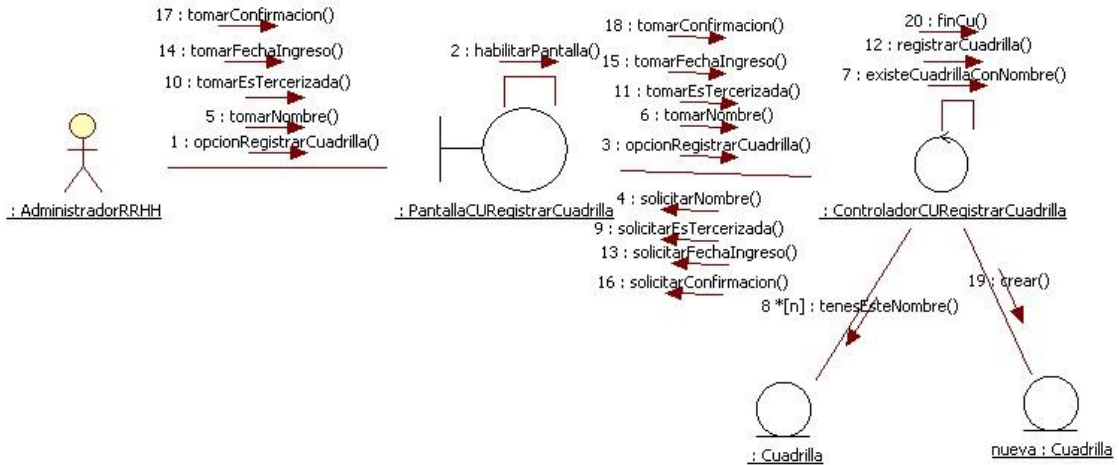 17 : tomarConfirmacion()
14 : tomarFechaIngreso()
10 : tomarEsTercerizada()
5 : tomarNombre()
1 : opcionRegistrarCuadrilla()
: AdministradorRRHH
2 : habilitarPantalla()
: PantallaCURegistrarCuadrilla
18 : tomarConfirmacion()
15 : tomarFechaIngreso()
11 : tomarEsTercerizada()
6 : tomarNombre()
3 : opcionRegistrarCuadrilla()
4 : solicitarNombre()
9 : solicitarEsTercerizada()
13 : solicitarFechaIngreso()
16 : solicitarConfirmacion()
20 : finCu()
12 : registrarCuadrilla()
7 : existeCuadrillaConNombre()
: ControladorCURegistrarCuadrilla
8 *[n] : tenesEsteNombre()
19 : crear()
: Cuadrilla
nueva : Cuadrilla